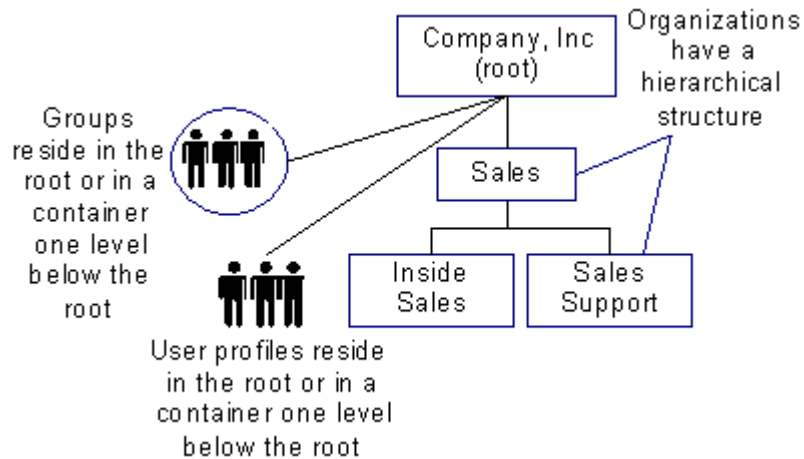 Company, Inc
(root)
Organizations
have a
hierarchical
structure
Groups
reside in the
root or in a
container
one level
below the
root
Sales
Inside
Sales
Sales
Support
User profiles reside
in the root or in a
container one level
below the root